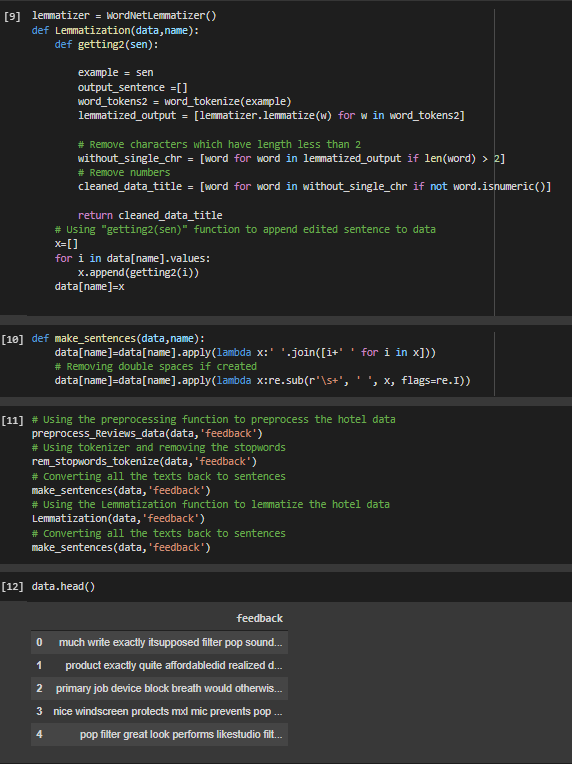 [9] lemmatizer = WordNetLemmatizer()
def Lemmatization(data,name):
def getting2(sen):
example = sen
output_sentence =[]
word_tokens2 = word_tokenize(example)
lemmatized_output = [lemmatizer.lemmatize(w) for w in word_tokens2]
# Remove characters which have length less than 2
without_single_chr = [word for word in lemmatized_output if len(word) > 2]
# Remove numbers
cleaned_data_title = [word for word in without_single_chr if not word.isnumeric()]
return cleaned_data_title
# Using "getting2(sen)" function to append edited sentence to data
x=[]
for i in data[name].values:
x.append(getting2(i))
data[name]=x
[10] def make_sentences(data,name):
data[name]=data[name].apply(lambda x:' '.join([i+' ' for i in x]))
# Removing double spaces if created
data[name]=data[name].apply(lambda x:re.sub(r'\s+', ' ', x, flags=re.I))
[11] # Using the preprocessing function to preprocess the hotel data
preprocess_Reviews_data(data,'feedback')
# Using tokenizer and removing the stopwords
rem_stopwords_tokenize(data,'feedback')
# Converting all the texts back to sentences
make_sentences(data,'feedback')
# Using the Lemmatization function to lemmatize the hotel data
Lemmatization(data,'feedback')
# Converting all the texts back to sentences
make_sentences(data,'feedback')
[12] data.head()
feedback
0 much write exactly itsupposed filter pop sound...
1 product exactly quite affordabledid realized d...
2 primary job device block breath would otherwis...
3 nice windscreen protects mxl mic prevents pop ...
4 pop filter great look performs likestudio filt...